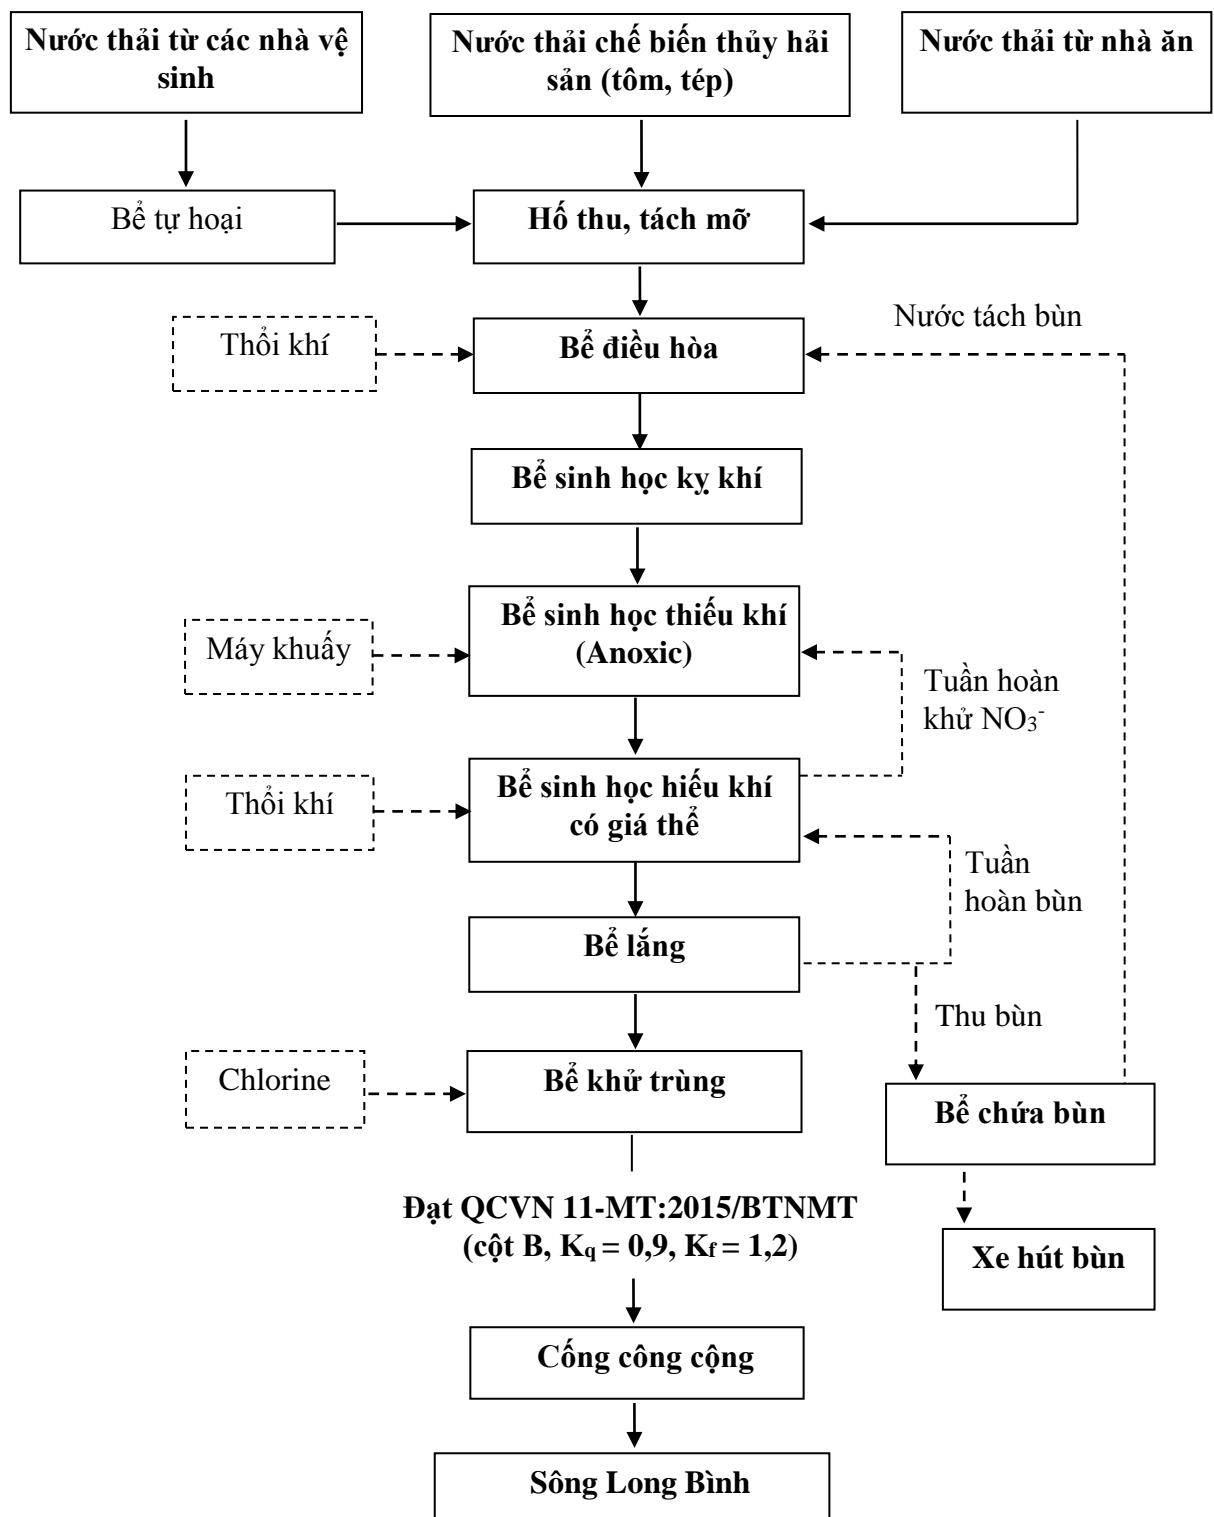 Nước thải từ các nhà vệ
sinh
Nước thải chế biến thủy hải
sản (tôm, tép)
Nước thải từ nhà ăn
Bể tự hoại
Hố thu, tách mỡ
Thổi khí
Bể điều hòa
Nước tách bùn
Bể sinh học kỵ khí
Máy khuấy
Bể sinh học thiếu khí
(Anoxic)
Tuần hoàn
khử NO₃⁻
Thổi khí
Bể sinh học hiếu khí
có giá thể
Tuần
hoàn bùn
Bể lắng
Thu bùn
Chlorine
Bể khử trùng
Bể chứa bùn
Đạt QCVN 11-MT:2015/BTNMT
(cột B, Kq = 0,9, Kf = 1,2)
Xe hút bùn
Cống công cộng
Sông Long Bình